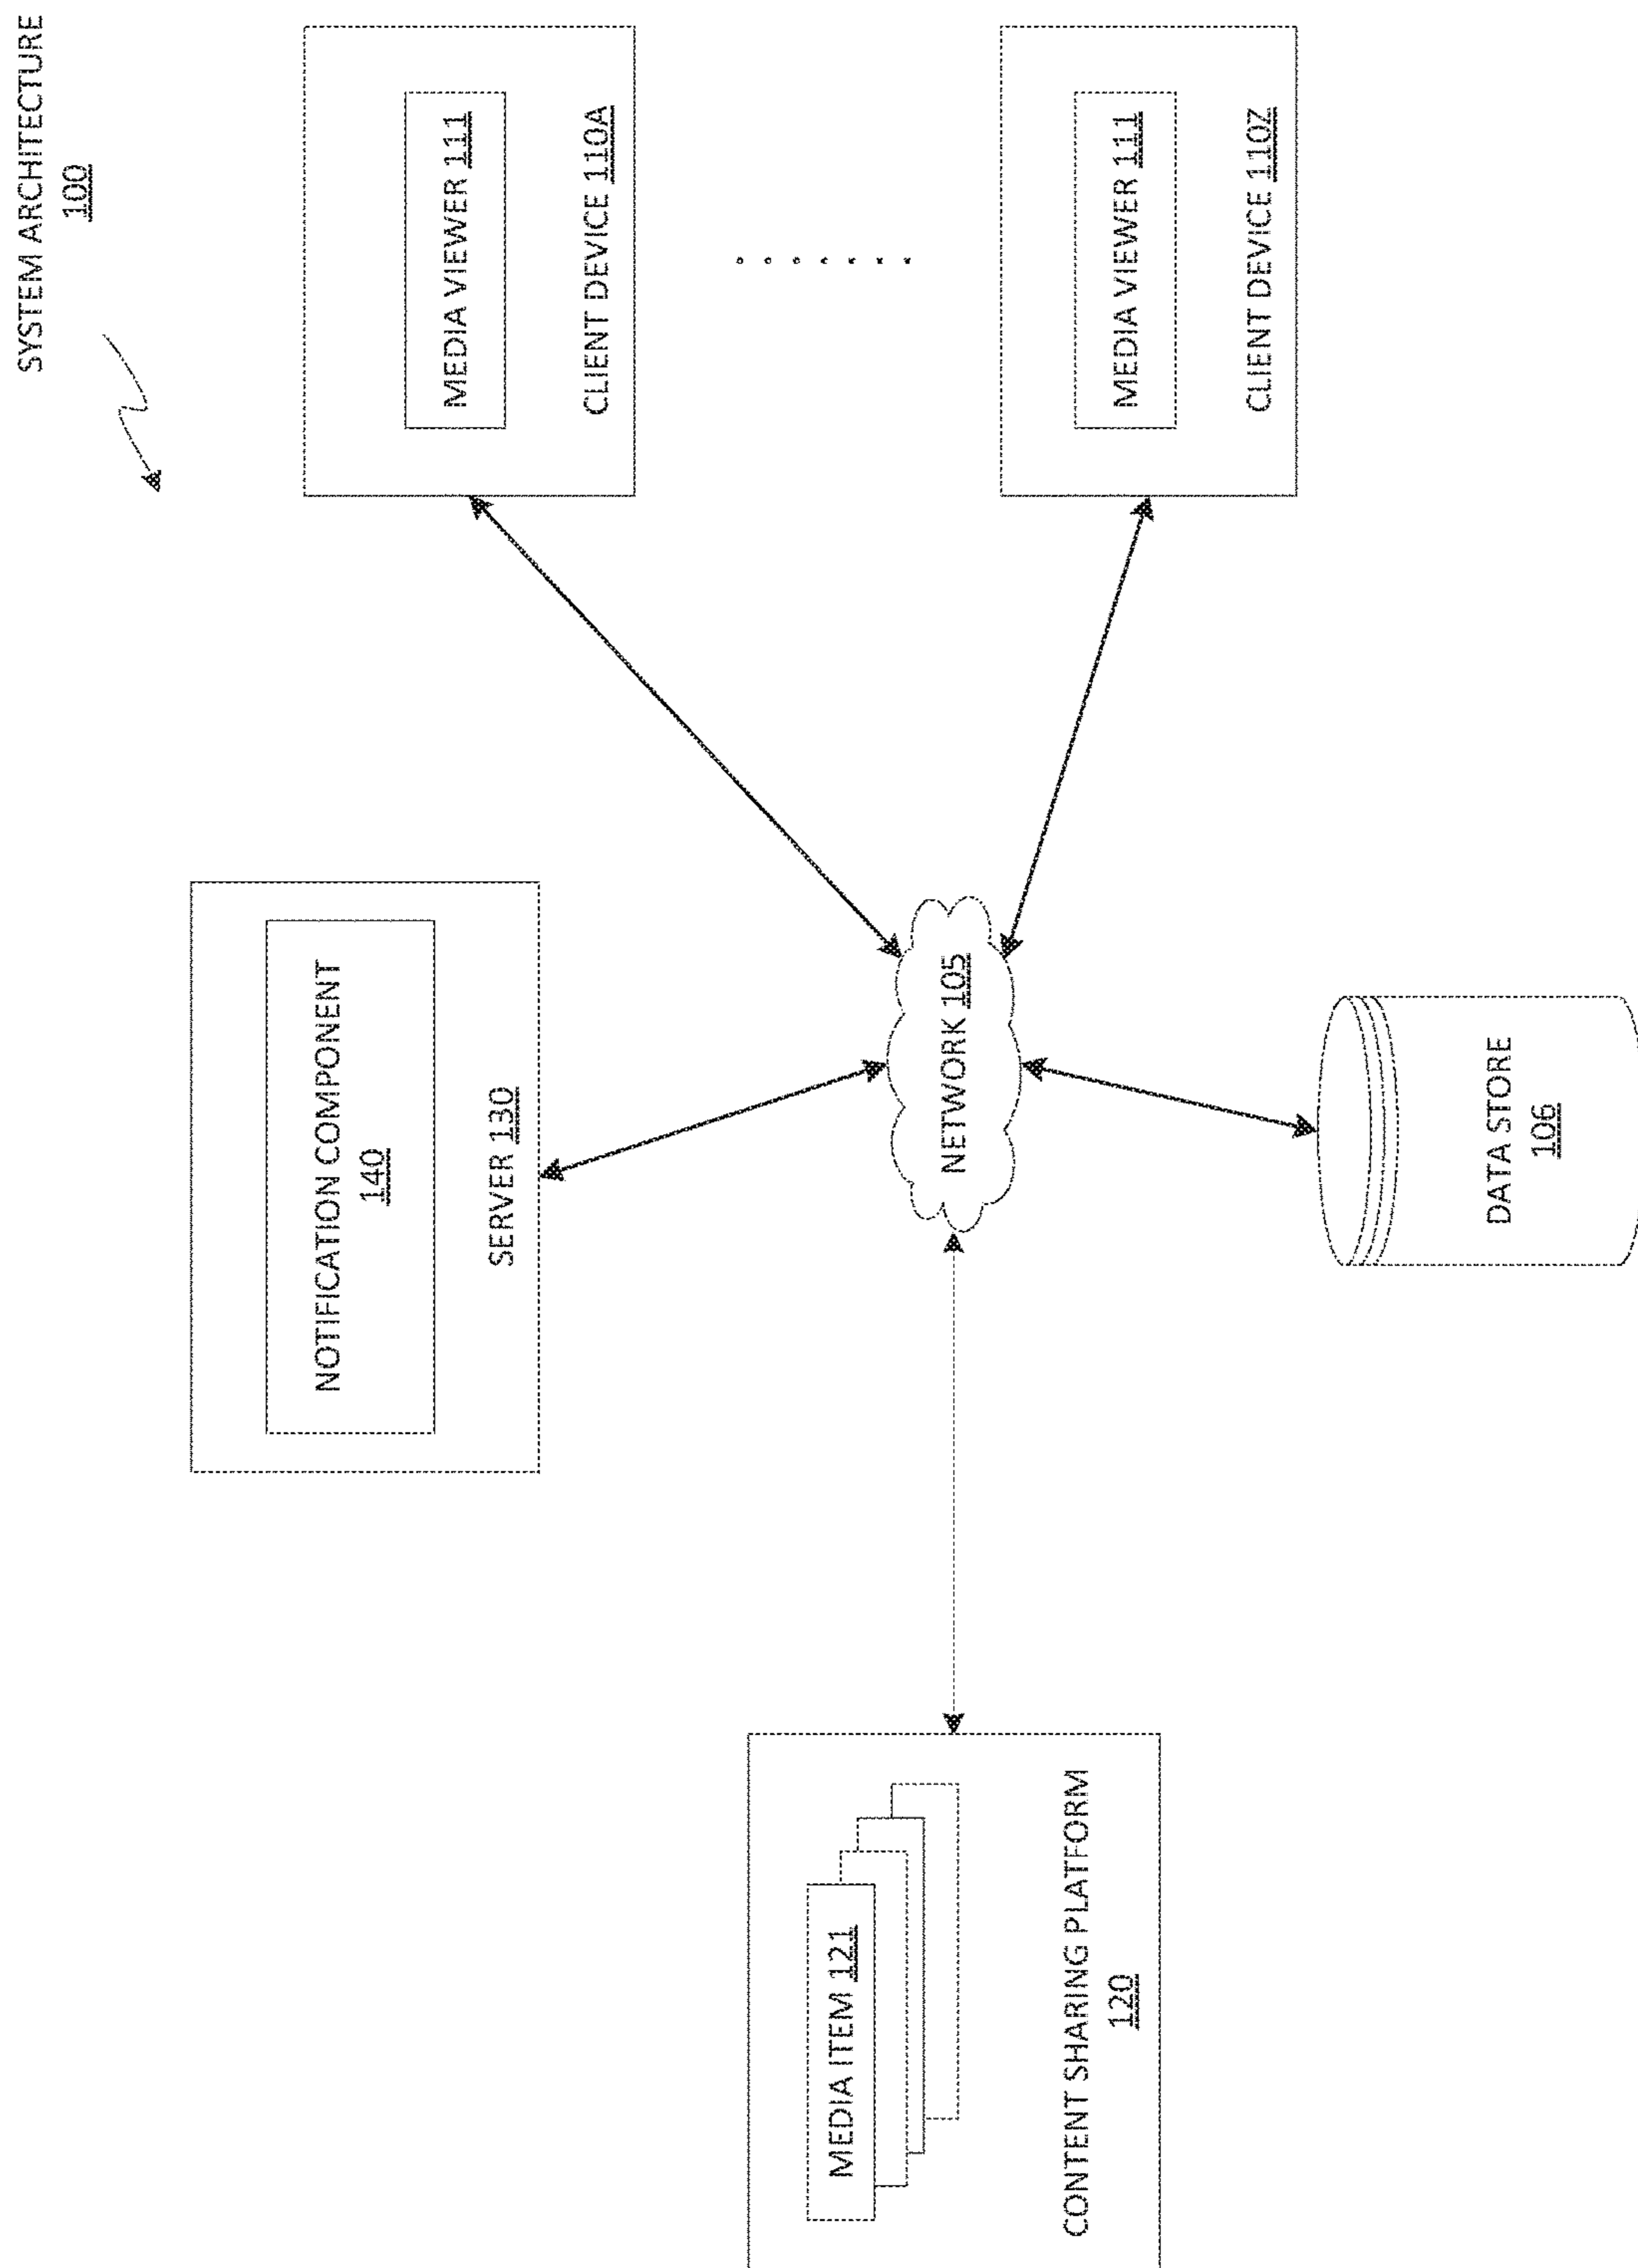 SYSTEM ARCHITECTURE
100
NOTIFICATION COMPONENT
140
SERVER 130
MEDIA VIEWER 111
CLIENT DEVICE 110A
MEDIA ITEM 121
CONTENT SHARING PLATFORM
120
NETWORK 105
MEDIA VIEWER 111
CLIENT DEVICE 110Z
DATA STORE
106